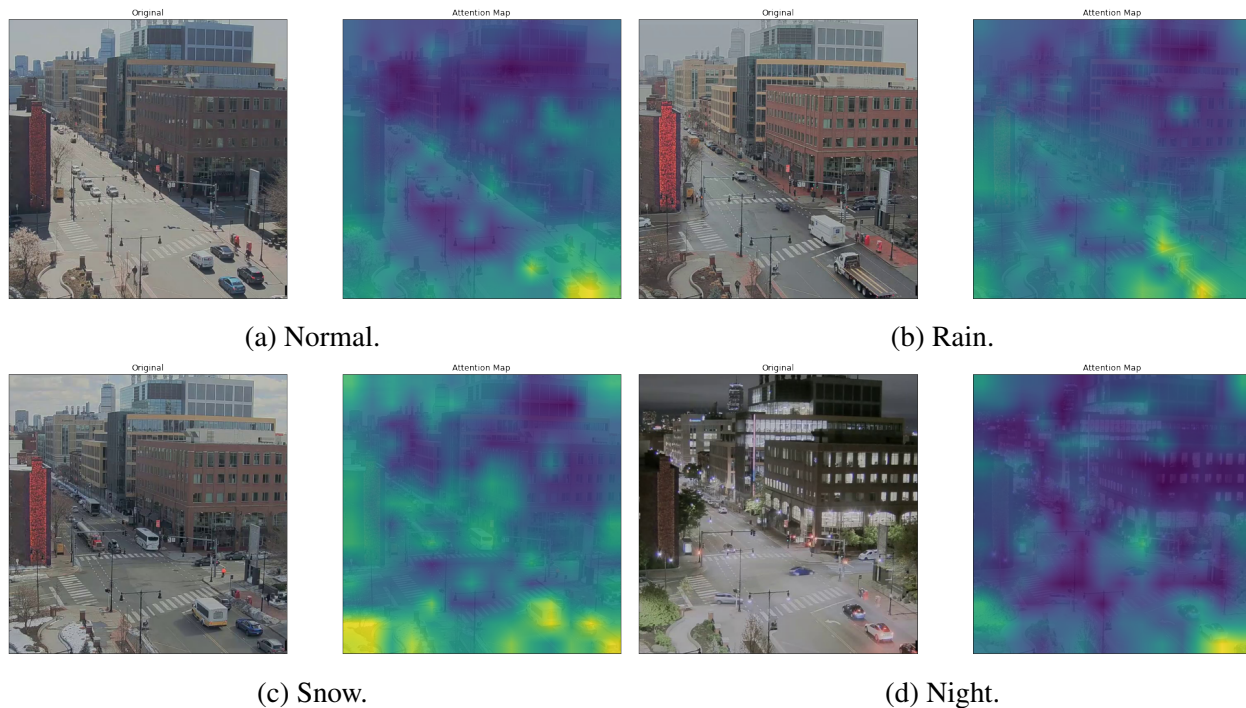 Original
Attention Map
Original
Attention Map
(a) Normal.
(b) Rain.
Original
Attention Map
Original
Attention Map
(c) Snow.
(d) Night.